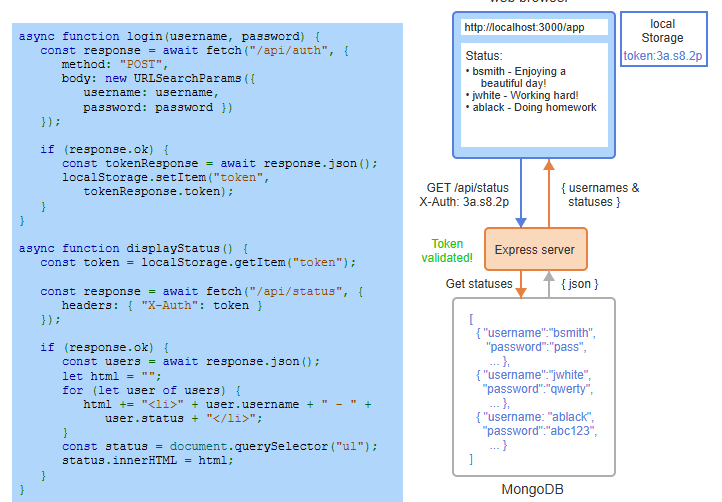 async function login(username, password) {
const response = await fetch("/api/auth", {
method: "POST",
body: new URLSearchParams({
username: username,
password: password })
});
if (response.ok) {
const tokenResponse = await response.json();
localStorage.setItem("token",
tokenResponse.token);
}
}
async function displayStatus() {
const token = localStorage.getItem("token");
const response = await fetch("/api/status", {
headers: { "X-Auth": token }
});
if (response.ok) {
const users = await response.json();
let html = "";
for (let user of users) {
html += "<li>" + user.username + " - " +
user.status + "</li>";
}
const status = document.querySelector("ul");
status.innerHTML = html;
}
}
web browser
http://localhost:3000/app
Status:
• bsmith - Enjoying a
beautiful day!
• jwhite - Working hard!
• ablack - Doing homework
local
Storage
token:3a.s8.2p
GET /api/status
X-Auth: 3a.s8.2p
{ usernames &
statuses }
Token
validated!
Express server
Get statuses
{ json }
[
{ "username":"bsmith",
"password":"pass",
... },
{ "username":"jwhite",
"password":"qwerty",
... },
{ "username: "ablack",
"password":"abc123",
... }
]
MongoDB